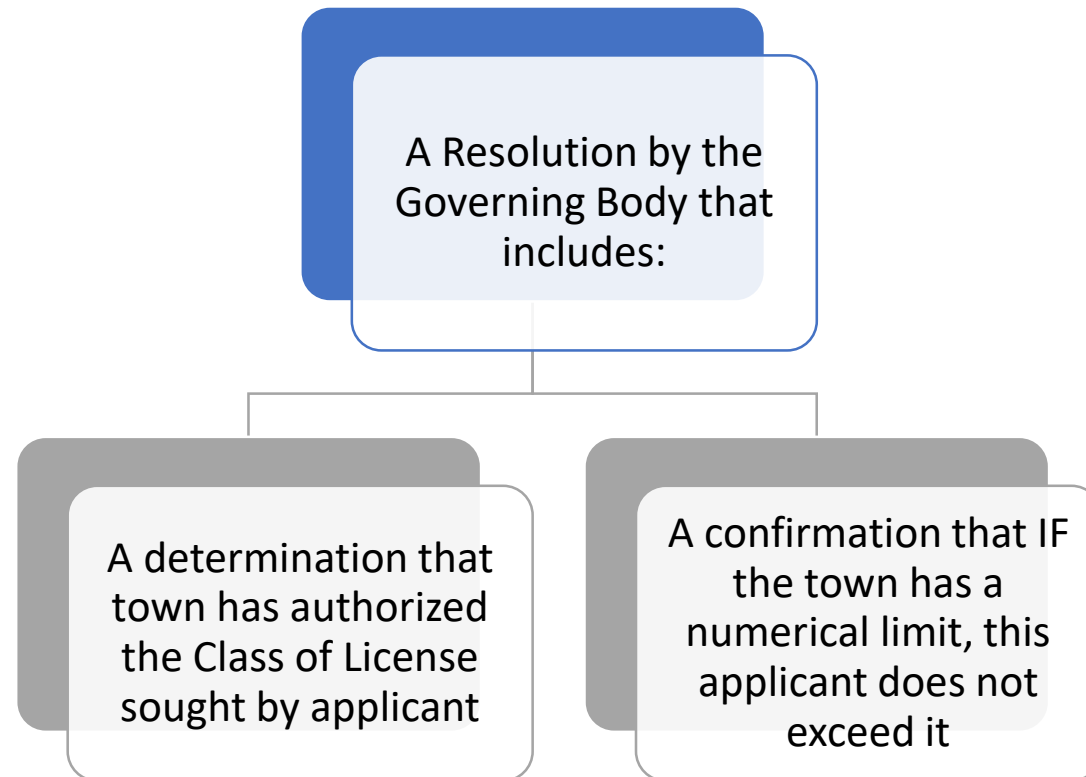 A Resolution by the
Governing Body that
includes:
A determination that
town has authorized
the Class of License
sought by applicant
A confirmation that IF
the town has a
numerical limit, this
applicant does not
exceed it